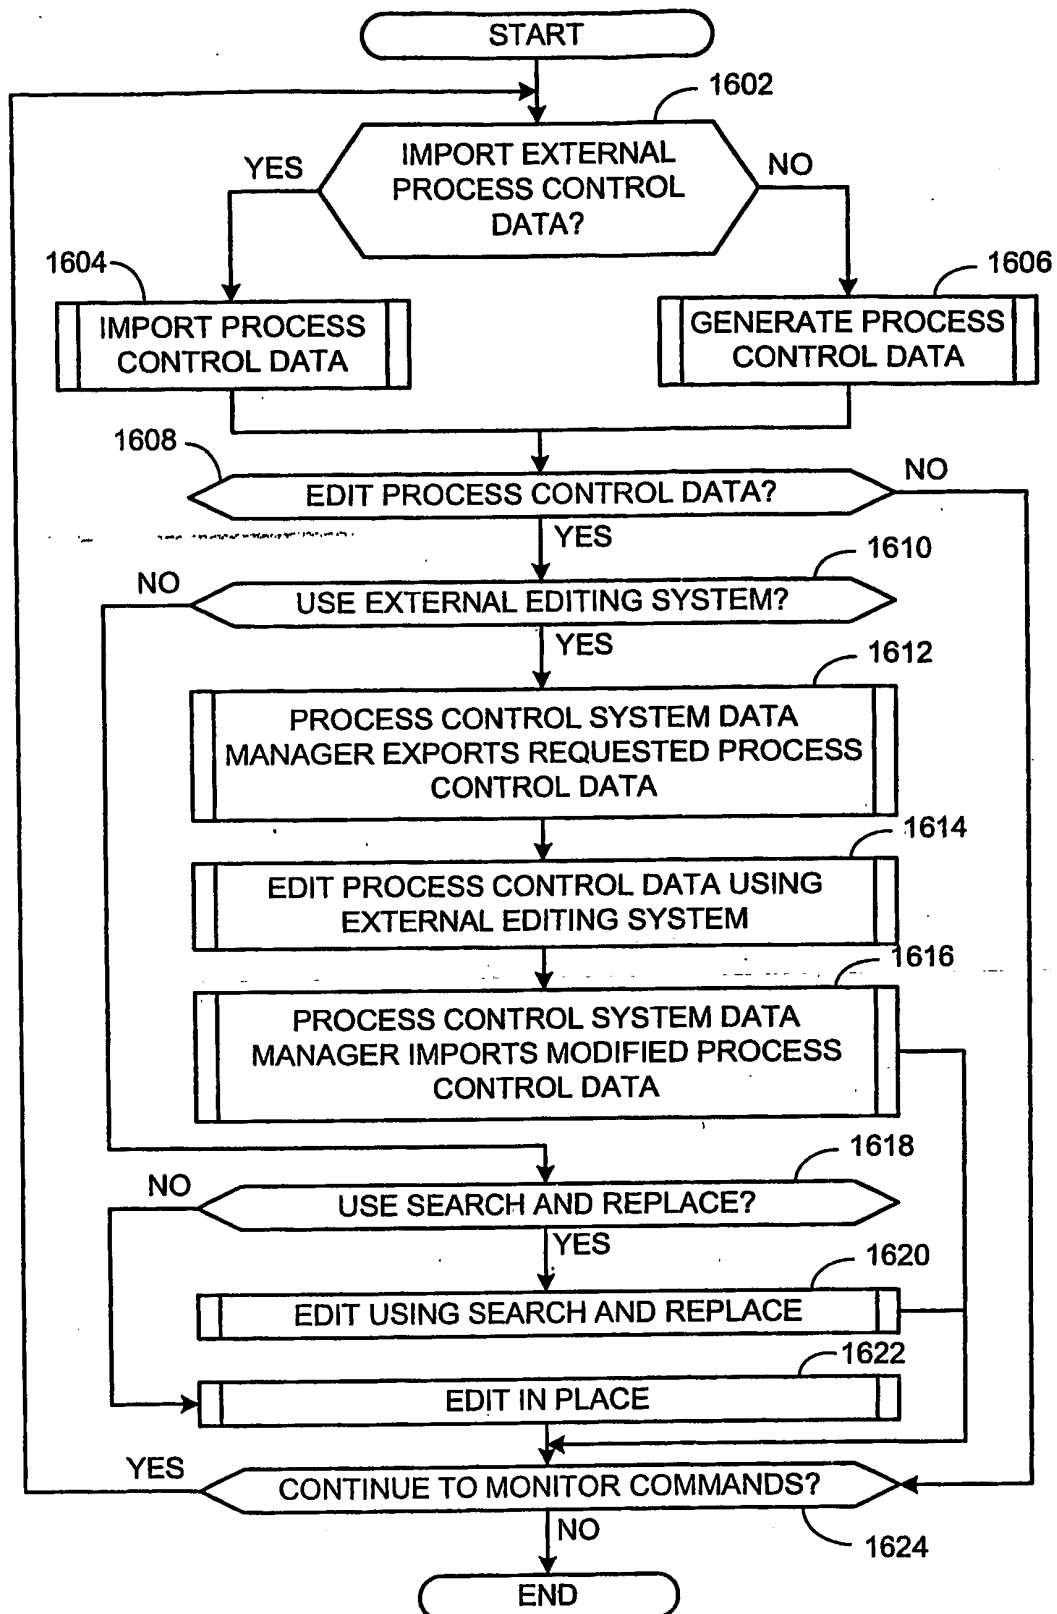 START
1602
IMPORT EXTERNAL
PROCESS CONTROL
DATA?
YES
NO
1604
1606
IMPORT PROCESS
CONTROL DATA
GENERATE PROCESS
CONTROL DATA
1608
EDIT PROCESS CONTROL DATA?
NO
YES
1610
NO
USE EXTERNAL EDITING SYSTEM?
YES
1612
PROCESS CONTROL SYSTEM DATA
MANAGER EXPORTS REQUESTED PROCESS
CONTROL DATA
1614
EDIT PROCESS CONTROL DATA USING
EXTERNAL EDITING SYSTEM
1616
PROCESS CONTROL SYSTEM DATA
MANAGER IMPORTS MODIFIED PROCESS
CONTROL DATA
1618
NO
USE SEARCH AND REPLACE?
YES
1620
EDIT USING SEARCH AND REPLACE
1622
EDIT IN PLACE
YES
CONTINUE TO MONITOR COMMANDS?
NO
1624
END